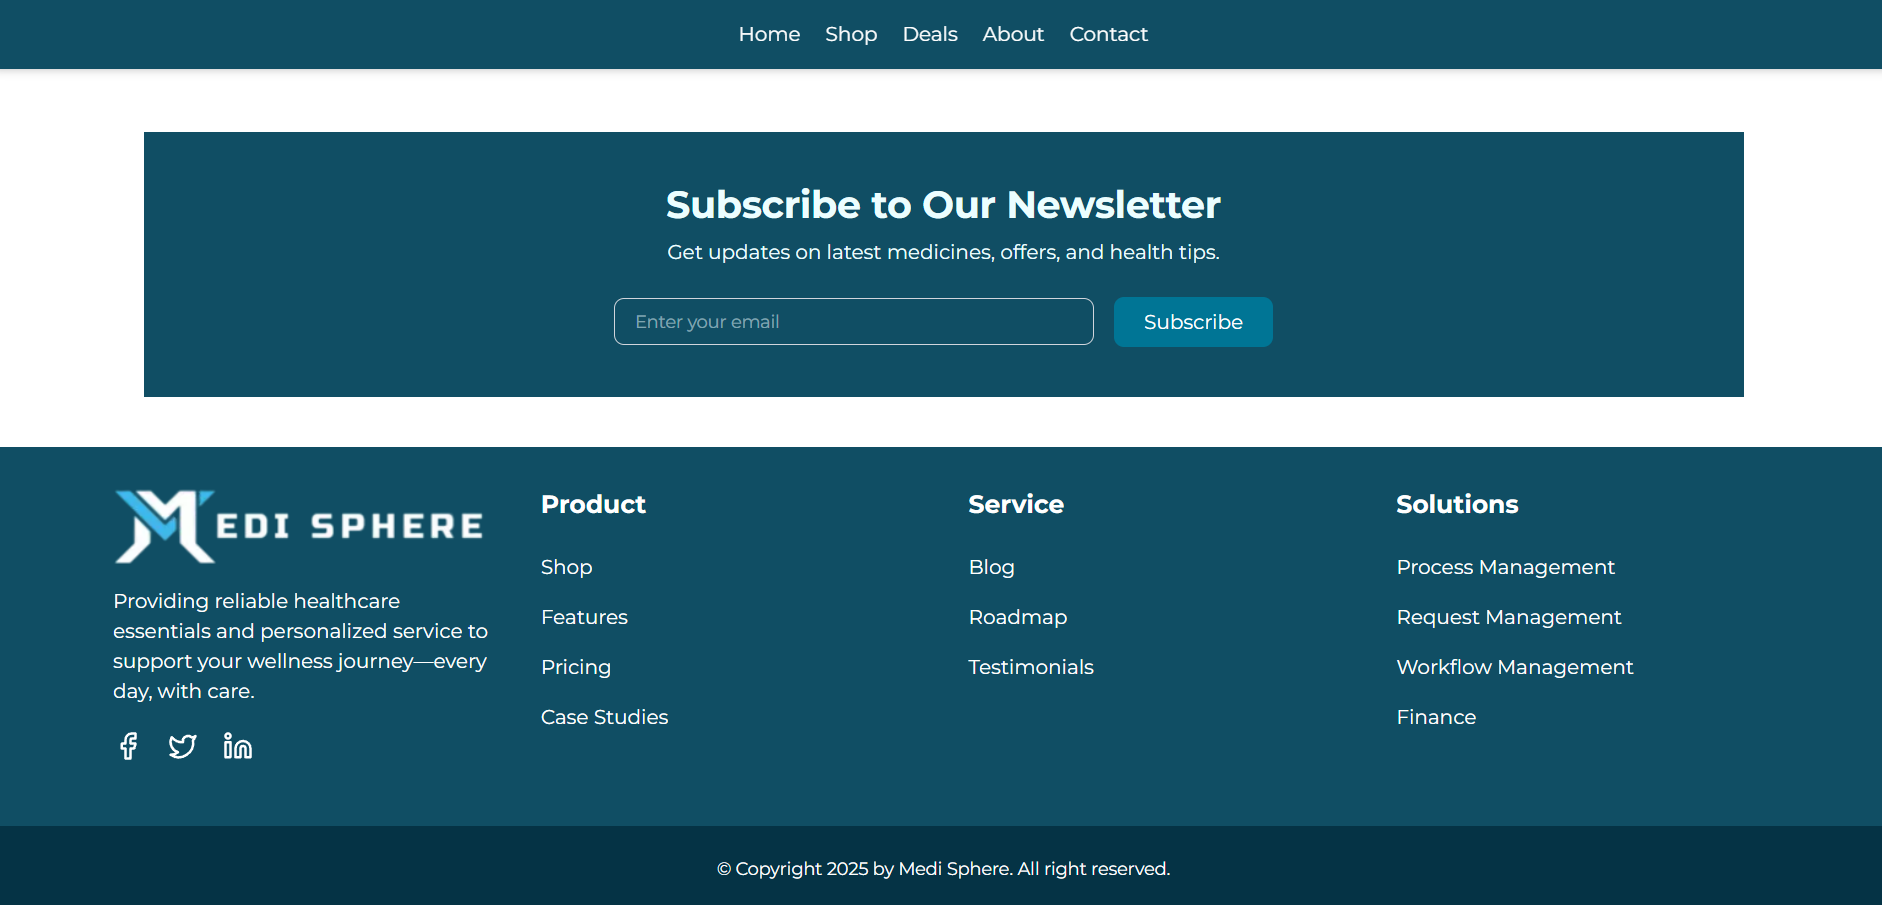 Home Shop Deals About Contact
Subscribe to Our Newsletter
Get updates on latest medicines, offers, and health tips.
Enter your email
Subscribe
MEDI SPHERE
Providing reliable healthcare
essentials and personalized service to
support your wellness journey—every
day, with care.
Product
Shop
Features
Pricing
Case Studies
Service
Blog
Roadmap
Testimonials
Solutions
Process Management
Request Management
Workflow Management
Finance
© Copyright 2025 by Medi Sphere. All right reserved.